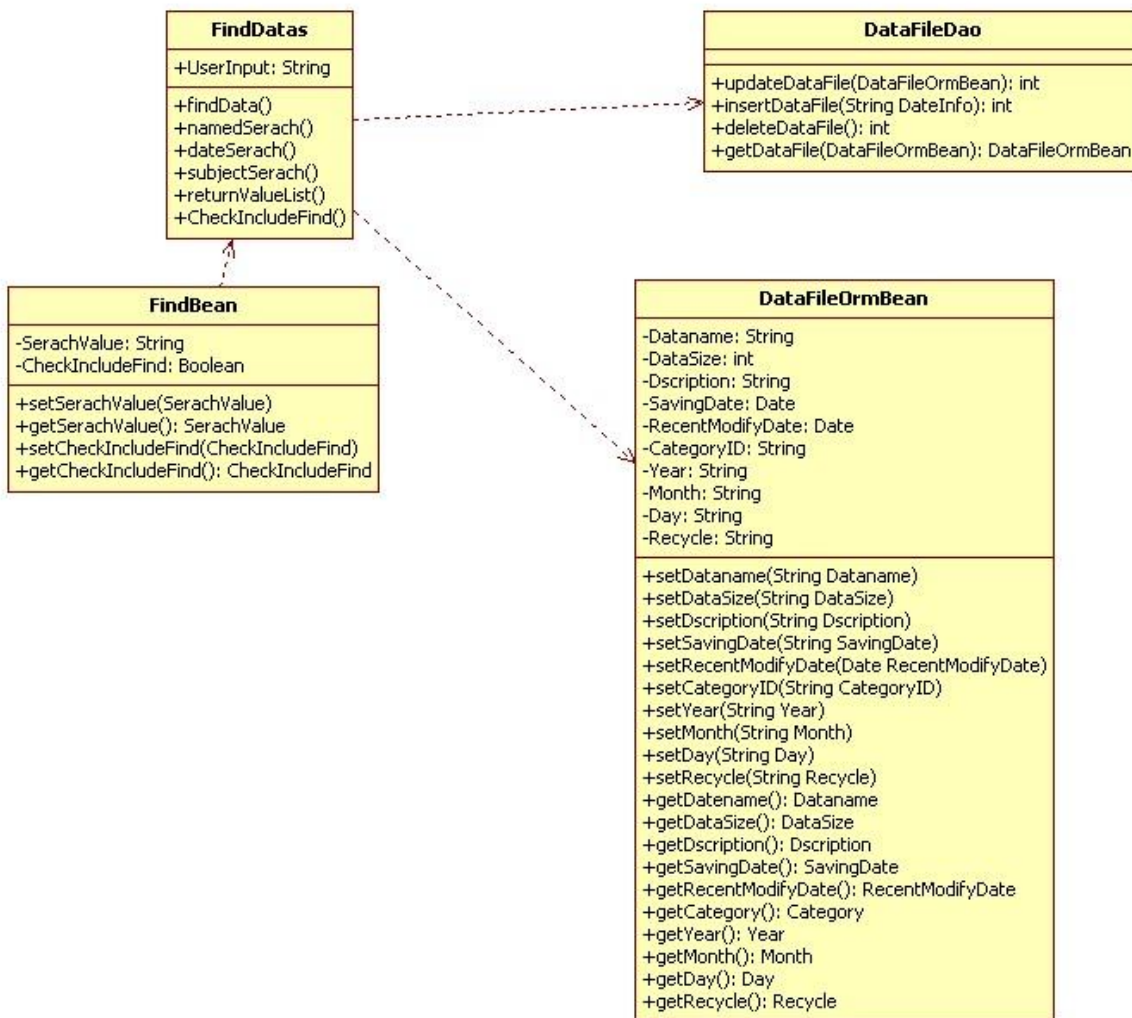 FindDatas
+UserInput: String
+findData()
+namedSerach()
+dateSerach()
+subjectSerach()
+returnValueList()
+CheckIncludeFind()
DataFileDao
+updateDataFile(DataFileOrmBean): int
+insertDataFile(String DateInfo): int
+deleteDataFile(): int
+getDataFile(DataFileOrmBean): DataFileOrmBean
FindBean
-SerachValue: String
-CheckIncludeFind: Boolean
+setSerachValue(SerachValue)
+getSerachValue(): SerachValue
+setCheckIncludeFind(CheckIncludeFind)
+getCheckIncludeFind(): CheckIncludeFind
DataFileOrmBean
-Dataname: String
-DataSize: int
-Dscription: String
-SavingDate: Date
-RecentModifyDate: Date
-CategoryID: String
-Year: String
-Month: String
-Day: String
-Recycle: String
+setDataname(String Dataname)
+setDataSize(String DataSize)
+setDscription(String Dscription)
+setSavingDate(String SavingDate)
+setRecentModifyDate(Date RecentModifyDate)
+setCategoryID(String CategoryID)
+setYear(String Year)
+setMonth(String Month)
+setDay(String Day)
+setRecycle(String Recycle)
+getDatename(): Dataname
+getDataSize(): DataSize
+getDscription(): Dscription
+getSavingDate(): SavingDate
+getRecentModifyDate(): RecentModifyDate
+getCategory(): Category
+getYear(): Year
+getMonth(): Month
+getDay(): Day
+getRecycle(): Recycle